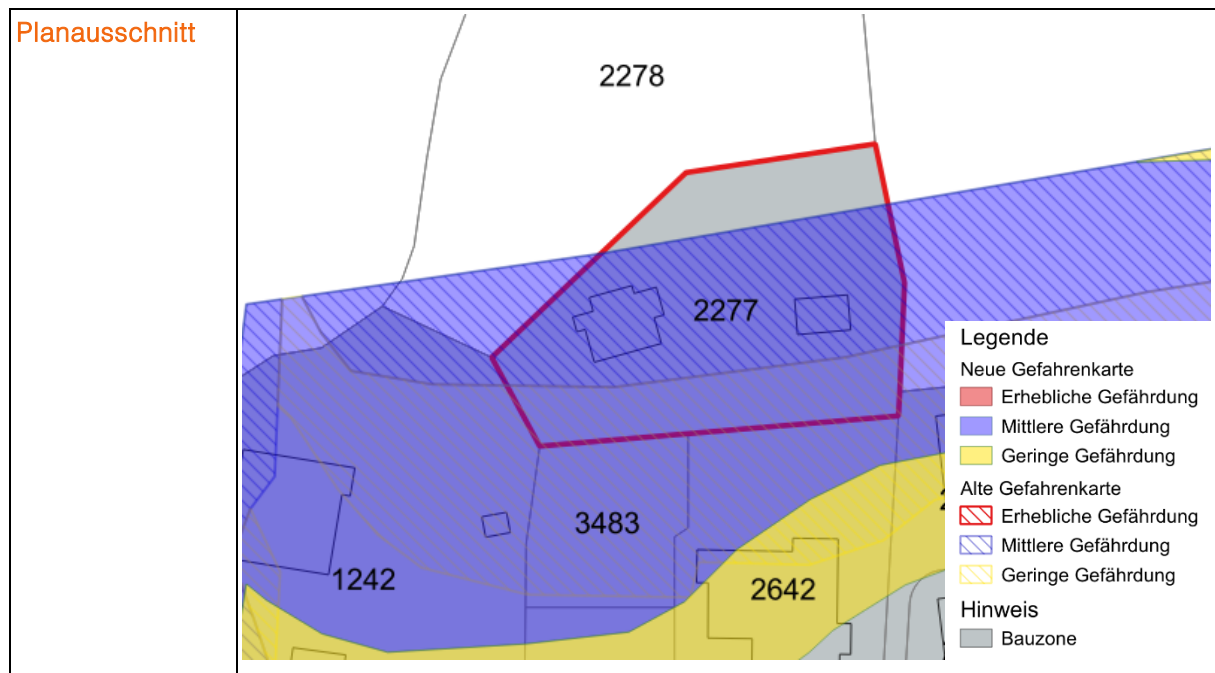 Planausschnitt
2278
2277
3483
1242
2642
Legende
Neue Gefahrenkarte
Erhebliche Gefährdung
Mittlere Gefährdung
Geringe Gefährdung
Alte Gefahrenkarte
Erhebliche Gefährdung
Mittlere Gefährdung
Geringe Gefährdung
Hinweis
Bauzone